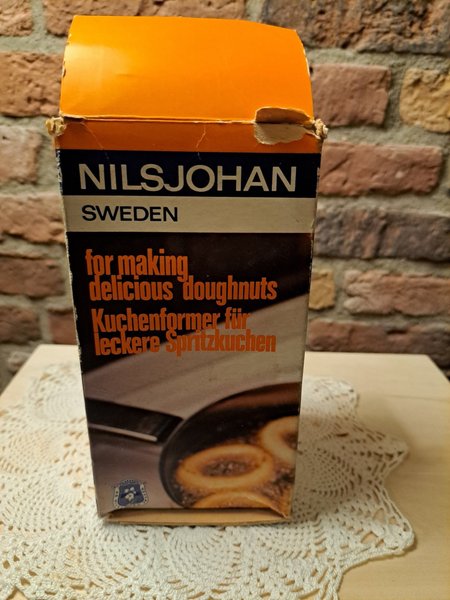 NILSJOHAN
SWEDEN
for making
delicious doughnuts
Kuchenformer für
leckere Spritzkuchen